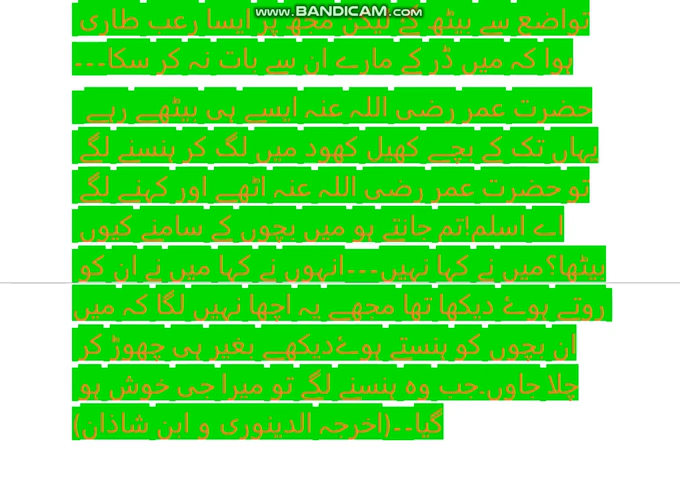 WWW.BANDICAM.COM
تواضع سے بیٹھ گئے لیکن مجھ پر ایسا رعب طاری
ہوا کہ میں ڈر کے مارے ان سے بات نہ کر سکا---
حضرت عمر رضی اللہ عنہ ایسے ہی بیٹھے رہے
یہاں تک کے بچے کھیل کھود میں لگ کر ہنسنے لگے
تو حضرت عمر رضی اللہ عنہ اٹھے اور کہنے لگے
اے اسلم!تم جانتے ہو میں بچوں کے سامنے کیوں
بیٹھا؟میں نے کہا نہیں---انہوں نے کہا میں نے ان کو
روتے ہوۓ دیکھا تھا مجھے یہ اچھا نہیں لگا کہ میں
ان بچوں کو ہنستے ہوۓدیکھے بغیر ہی چھوڑ کر
چلا جاوں.جب وہ ہنسنے لگے تو میرا جی خوش ہو
گیا--(اخرجہ الدینوری و ابن شاذان)